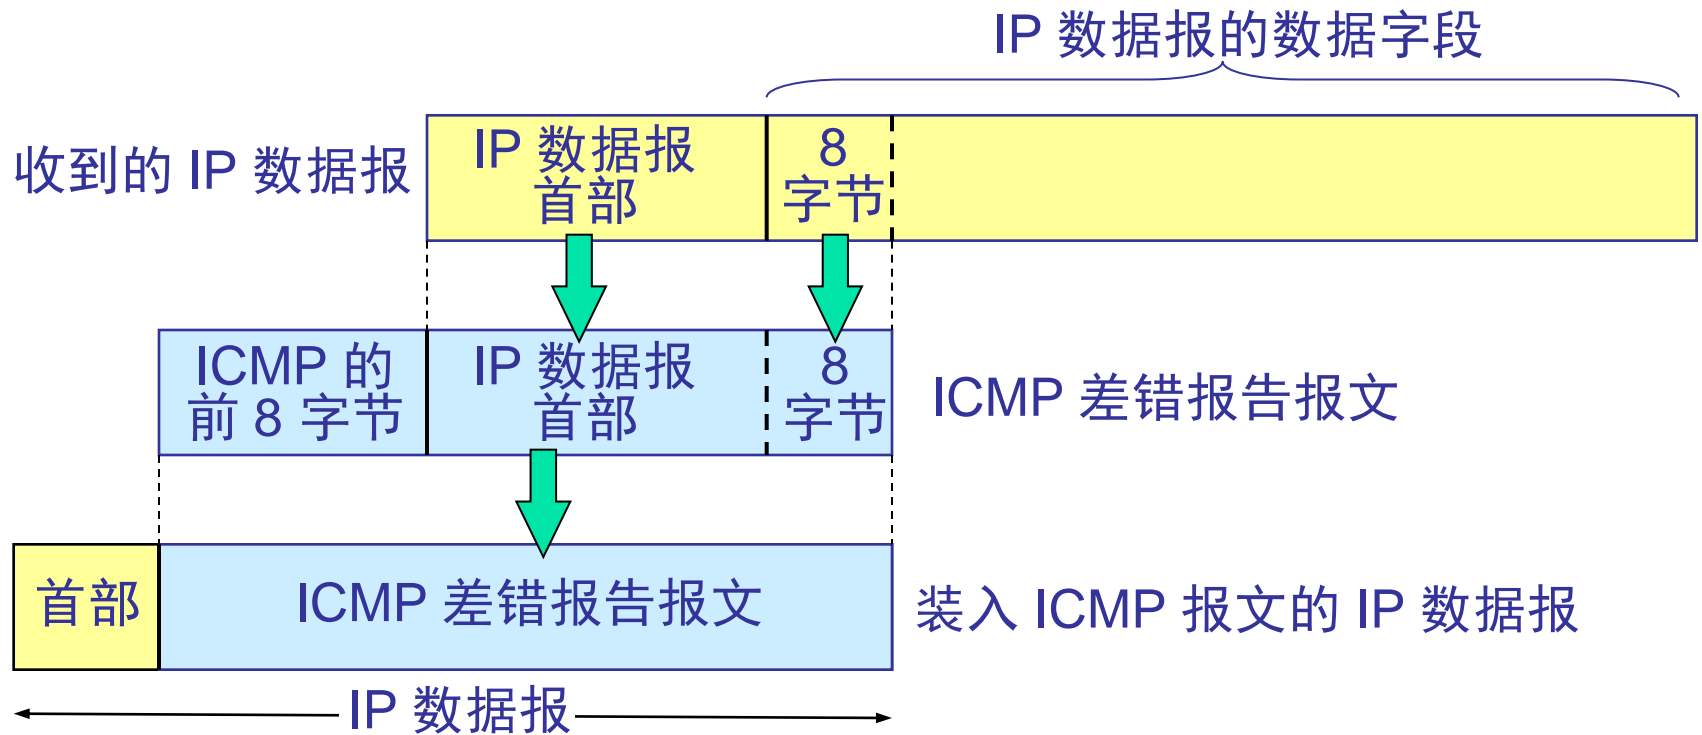 IP 数据报的数据字段
收到的 IP 数据报
IP 数据报
首部
8
字节
ICMP 的
前 8 字节
IP 数据报
首部
8
字节
ICMP 差错报告报文
首部
ICMP 差错报告报文
装入 ICMP 报文的 IP 数据报
IP 数据报